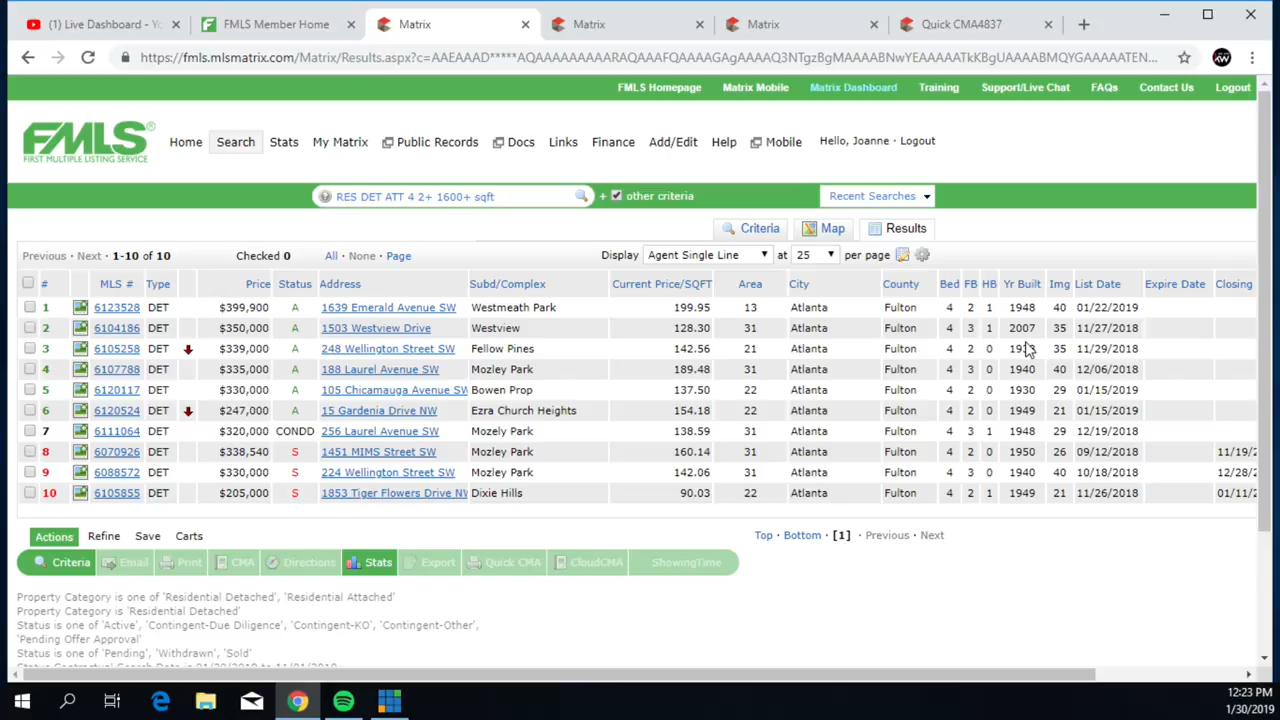 (1) Live Dashboard - Yo
FMLS Member Home
Matrix
Matrix
Matrix
Quick CMA4837
https://fmls.mlsmatrix.com/Matrix/Results.aspx?c=AAEAAAD*****AQAAAAAAAAARAQAAAFQAAAAGAgAAAAQ3NTgzBgMAAAABNwYEAAAAATkKBgUAAAABMQYGAAAAATEN...
FMLS Homepage Matrix Mobile Matrix Dashboard Training Support/Live Chat FAQs Contact Us Logout
FMLS®
FIRST MULTIPLE LISTING SERVICE
Home Search Stats My Matrix Public Records Docs Links Finance Add/Edit Help Mobile Hello, Joanne · Logout
RES DET ATT 4 2+ 1600+ sqft + other criteria Recent Searches
Criteria Map Results
Previous · Next · 1-10 of 10 Checked 0 All · None · Page Display Agent Single Line at 25 per page
# MLS # Type Price Status Address Subd/Complex Current Price/SQFT Area City County Bed FB HB Yr Built Img List Date Expire Date Closing
1 6123528 DET $399,900 A 1639 Emerald Avenue SW Westmeath Park 199.95 13 Atlanta Fulton 4 2 1 1948 40 01/22/2019
2 6104186 DET $350,000 A 1503 Westview Drive Westview 128.30 31 Atlanta Fulton 4 3 1 2007 35 11/27/2018
3 6105258 DET $339,000 A 248 Wellington Street SW Fellow Pines 142.56 21 Atlanta Fulton 4 2 0 35 11/29/2018
4 6107788 DET $335,000 A 188 Laurel Avenue SW Mozley Park 189.48 31 Atlanta Fulton 4 3 0 1940 40 12/06/2018
5 6120117 DET $330,000 A 105 Chicamauga Avenue SW Bowen Prop 137.50 22 Atlanta Fulton 4 2 0 1930 29 01/15/2019
6 6120524 DET $247,000 A 15 Gardenia Drive NW Ezra Church Heights 154.18 22 Atlanta Fulton 4 2 0 1949 21 01/15/2019
7 6111064 DET $320,000 CONDD 256 Laurel Avenue SW Mozely Park 138.59 31 Atlanta Fulton 4 3 1 1948 28 12/19/2018
8 6070926 DET $338,540 S 1451 MIMS Street SW Mozley Park 160.14 31 Atlanta Fulton 4 2 0 1950 26 09/12/2018 11/19/2
9 6088572 DET $330,000 S 224 Wellington Street SW Mozley Park 142.06 31 Atlanta Fulton 4 3 0 1940 40 10/18/2018 12/28/2
10 6105855 DET $205,000 S 1853 Tiger Flowers Drive NW Dixie Hills 90.03 22 Atlanta Fulton 4 2 1 1949 21 11/26/2018 01/11/2
Actions Refine Save Carts Top · Bottom · [1] · Previous · Next
Criteria Email Print CMA Directions Stats Export Quick CMA CloudCMA ShowingTime
Property Category is one of 'Residential Detached', 'Residential Attached'
Property Category is 'Residential Detached'
Status is one of 'Active', 'Contingent-Due Diligence', 'Contingent-KO', 'Contingent-Other',
'Pending Offer Approval'
Status is one of 'Pending', 'Withdrawn', 'Sold'
12:23 PM
1/30/2019